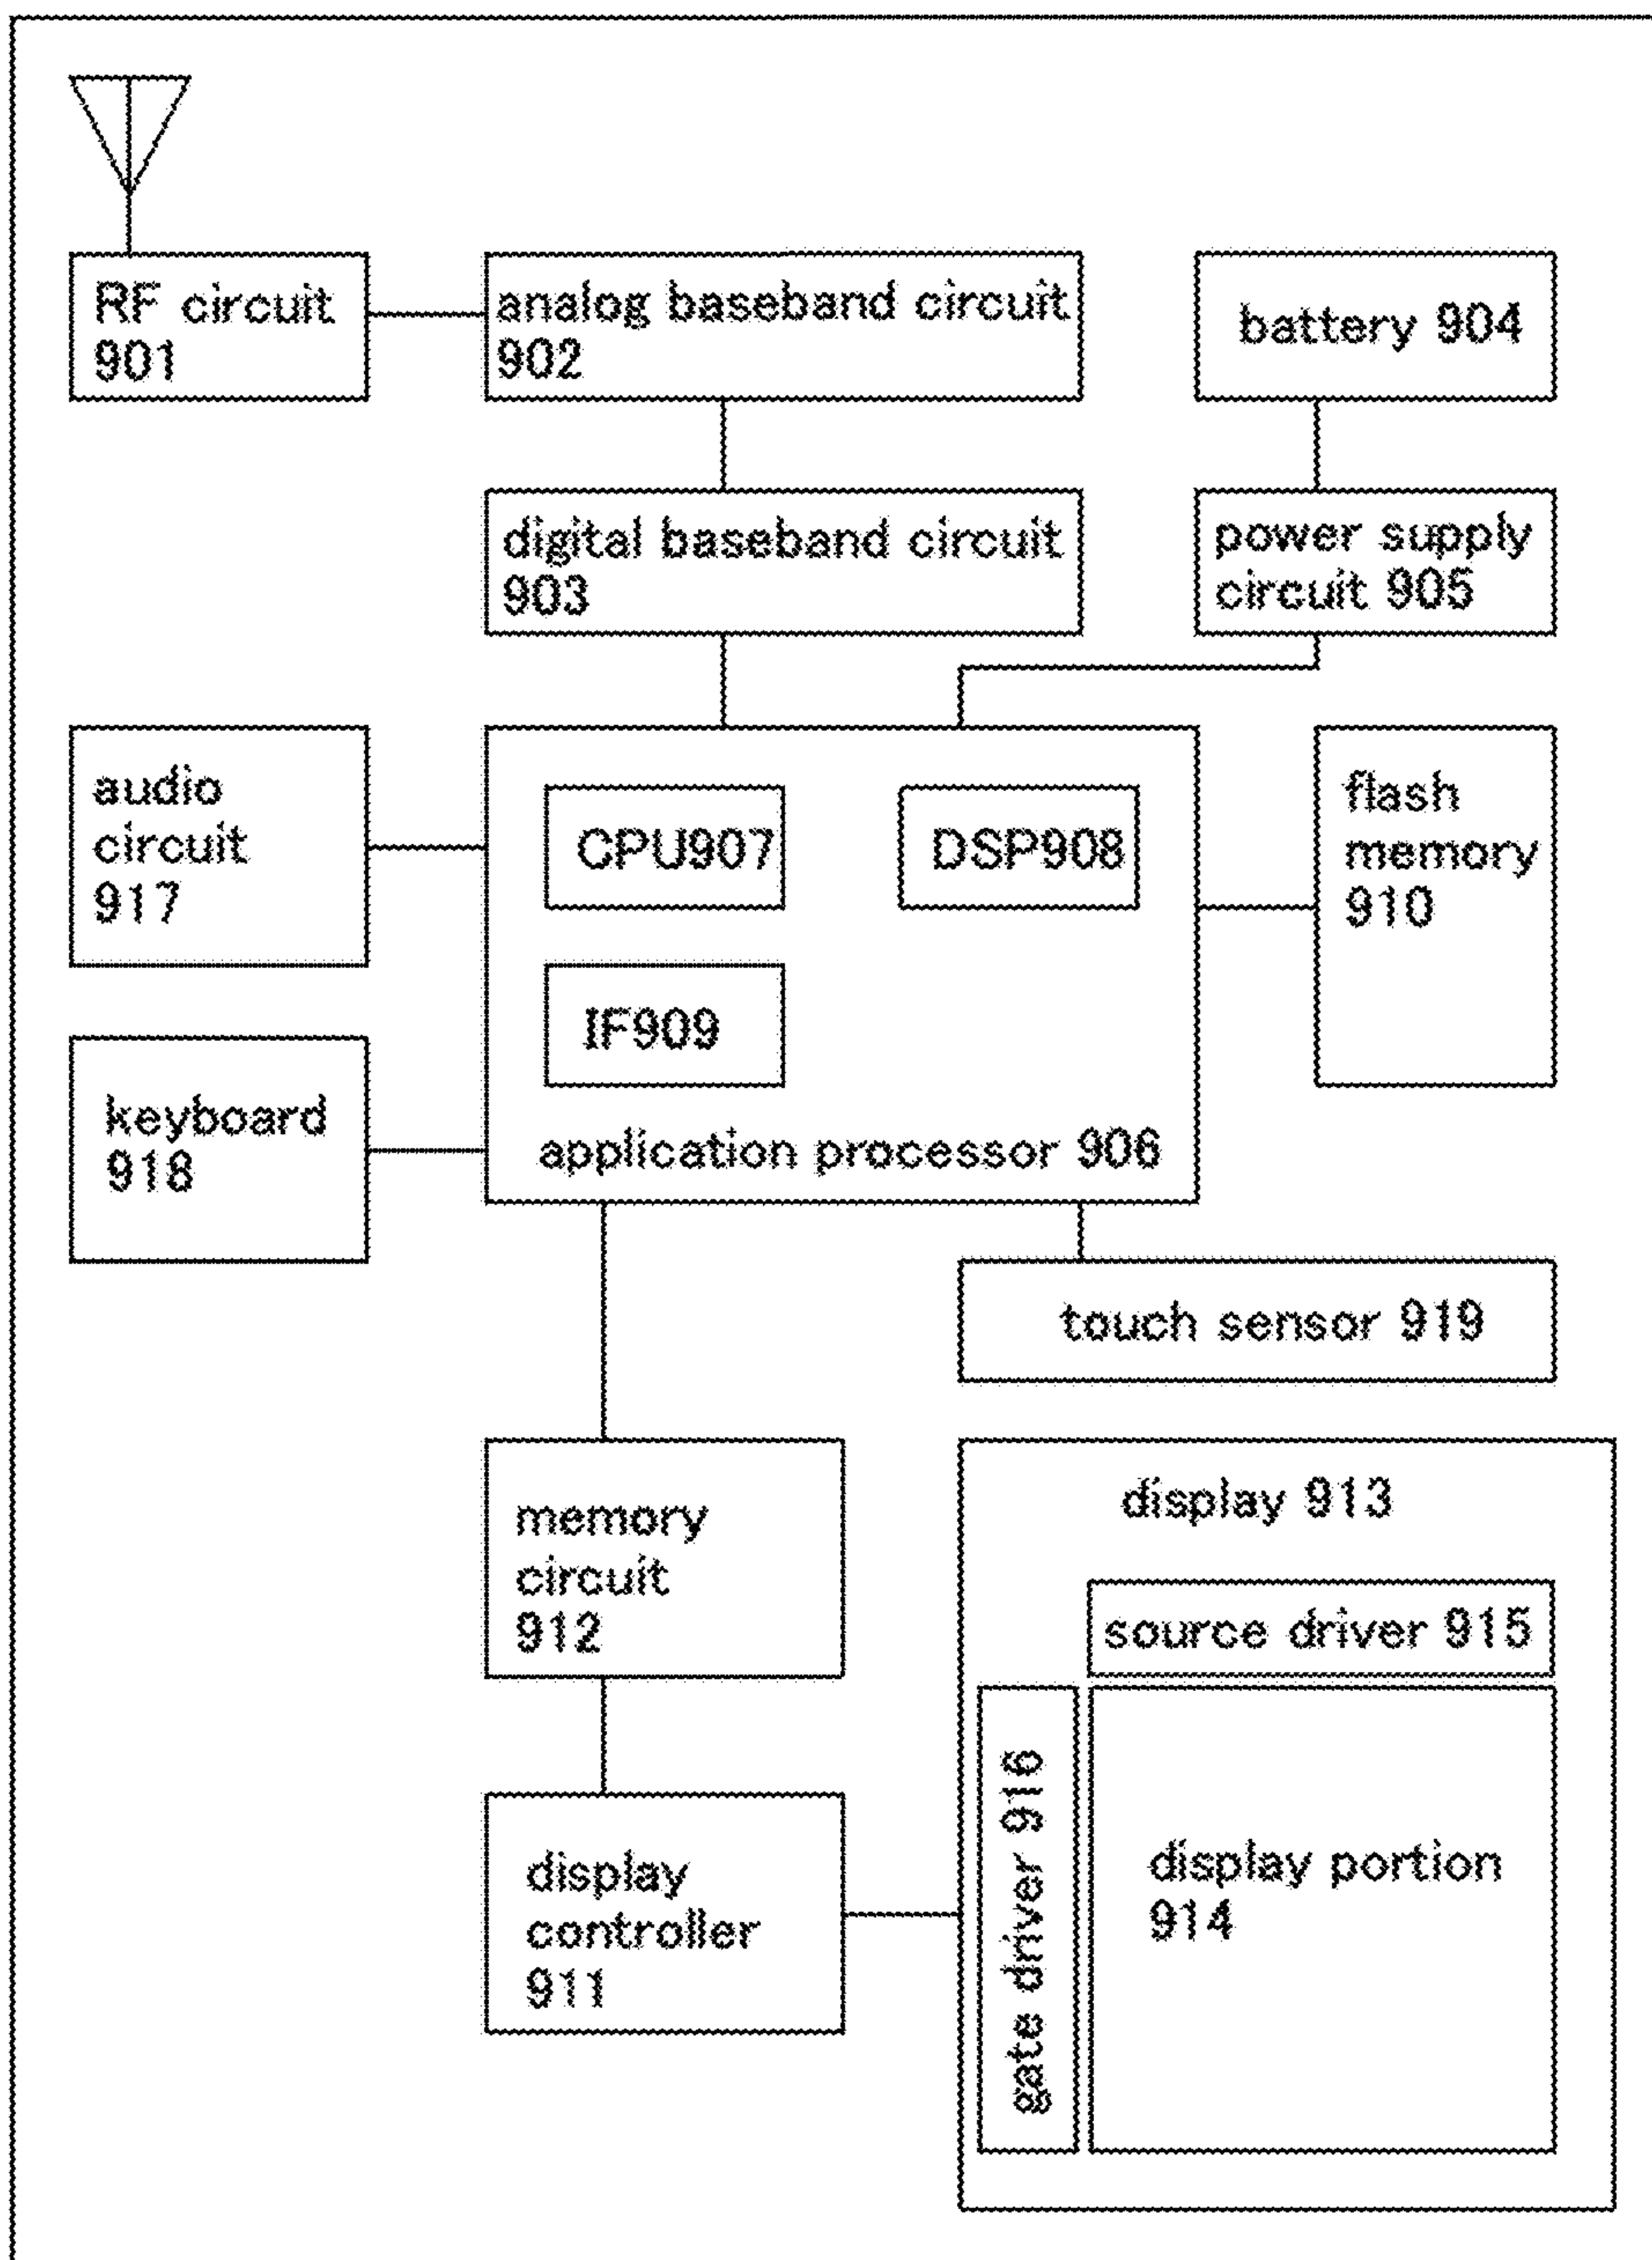 RF circuit
901
analog baseband circuit
902
battery 904
digital baseband circuit
903
power supply
circuit 905
audio
circuit
917
CPU907
DSP908
flash
memory
910
IF909
keyboard
918
application processor 906
touch sensor 919
memory
circuit
912
display 913
source driver 915
gate driver 916
display portion
914
display
controller
911